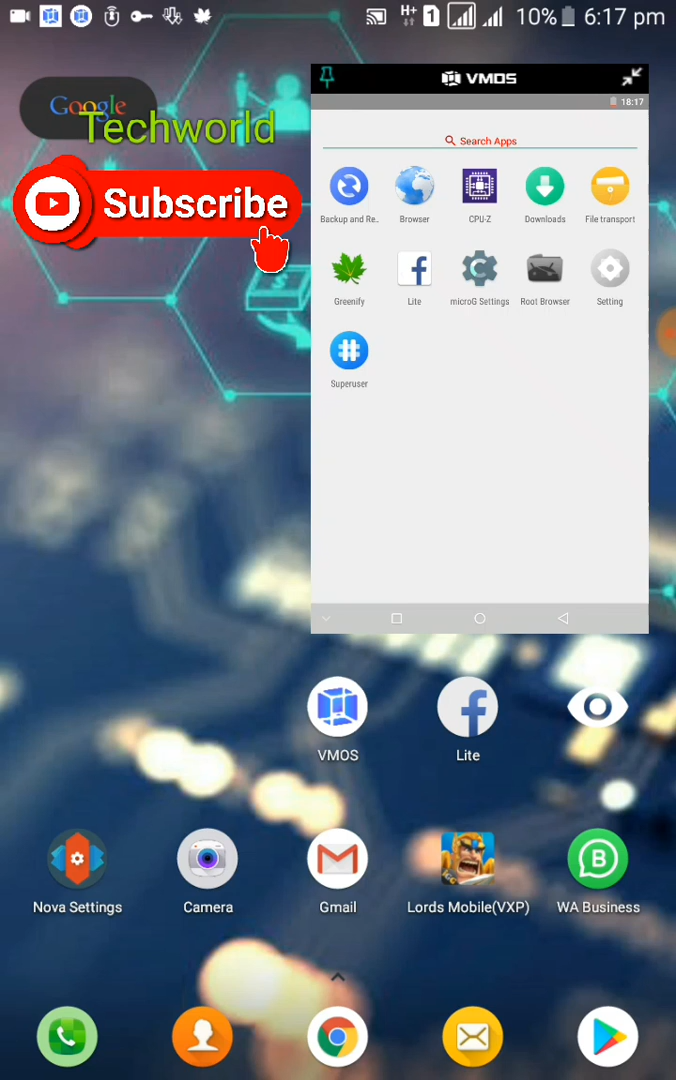 H+ 1 10% 6:17 pm
Google
Techworld
Subscribe
VMOS
18:17
Search Apps
Backup and Re..
Browser
CPU-Z
Downloads
File transport
Greenify
Lite
microG Settings
Root Browser
Setting
Superuser
VMOS
Lite
Nova Settings
Camera
Gmail
Lords Mobile(VXP)
WA Business